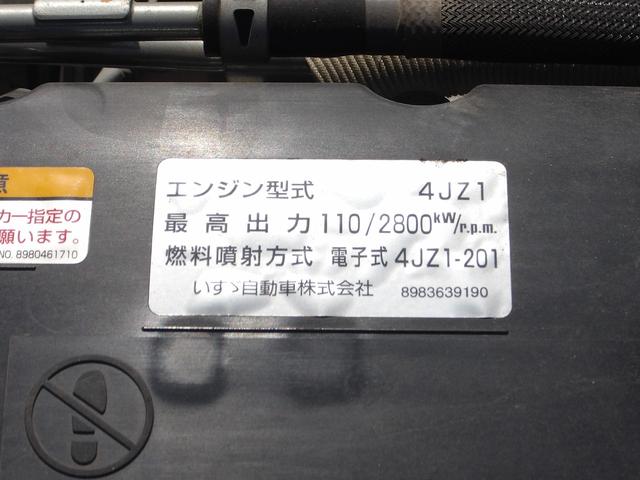 意
カー指定の
願います。
NO. 8980461710
エンジン型式 4JZ1
最高出力 110/2800kW/r.p.m.
燃料噴射方式 電子式 4JZ1-201
いすゞ自動車株式会社 8983639190